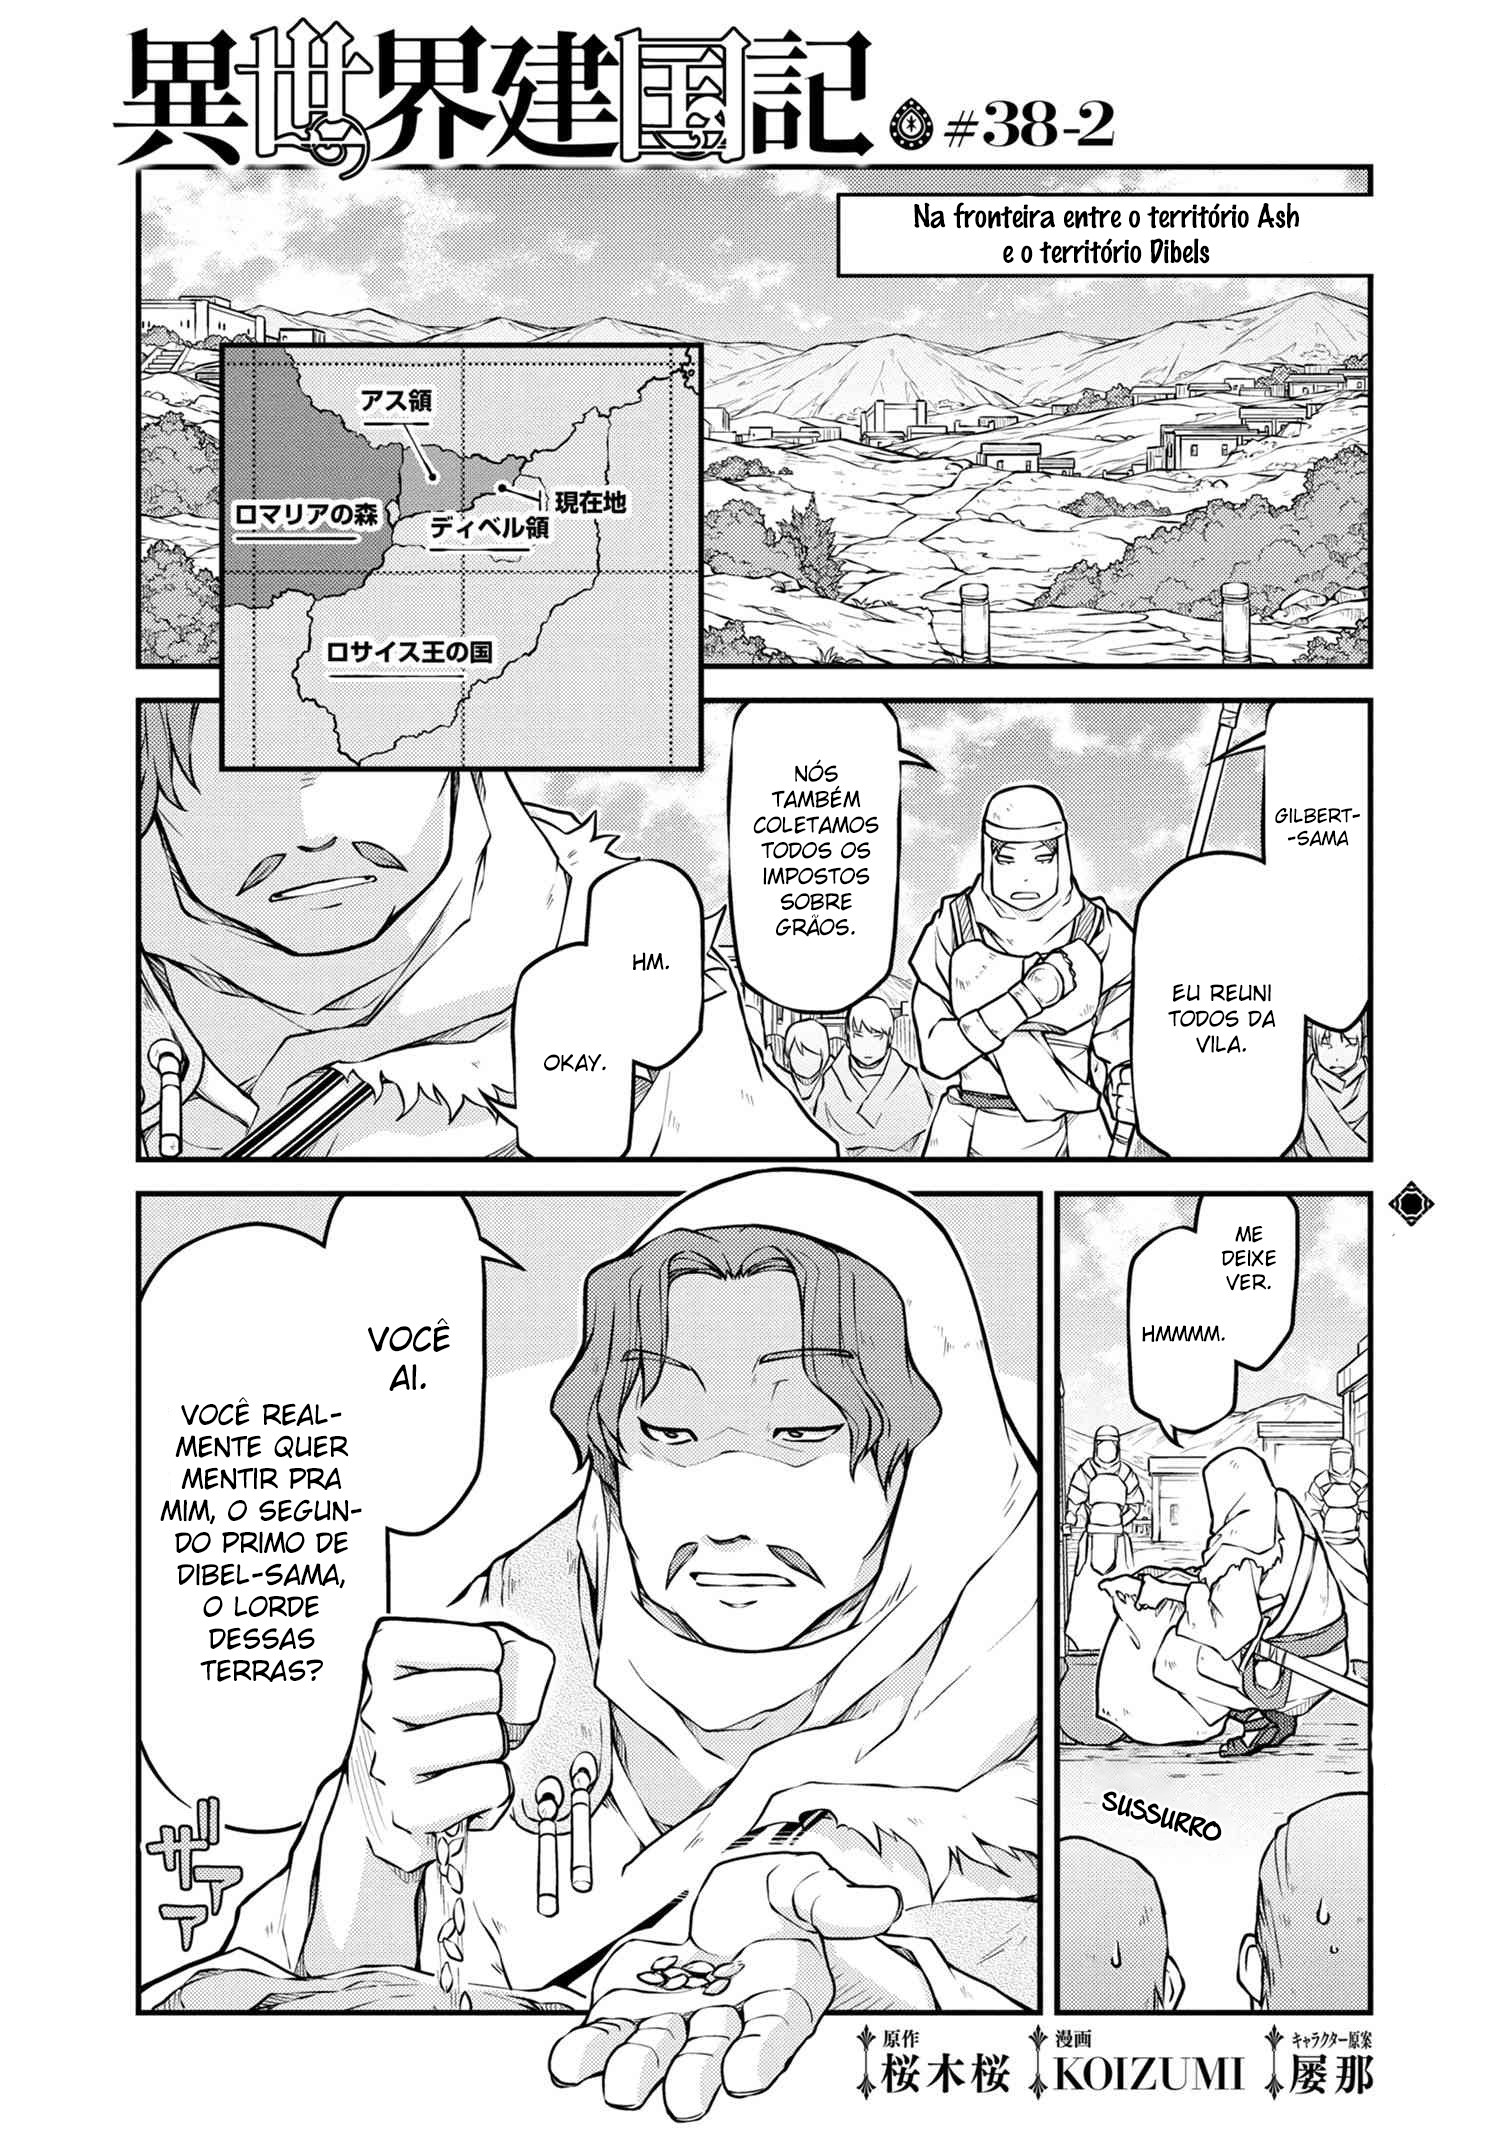 異世界建国記
#38-2
Na fronteira entre o território Ash
e o território Dibels
アス領
現在地
ロマリアの森
ディベル領
ロサイス王の国
GILBERT-
-SAMA
EU REUNI
TODOS DA
VILA.
NÓS
TAMBÉM
COLETAMOS
TODOS OS
IMPOSTOS
SOBRE
GRÃOS.
HM.
OKAY.
ME
DEIXE
VER.
HMMMM.
SUSSURRO
VOCÊ
AI.
VOCÊ REAL-
MENTE QUER
MENTIR PRA
MIM, O SEGUN-
DO PRIMO DE
DIBEL-SAMA,
O LORDE
DESSAS
TERRAS?
ザァァァ
原作
桜木桜
漫画
KOIZUMI
キャラクター原案
屡那